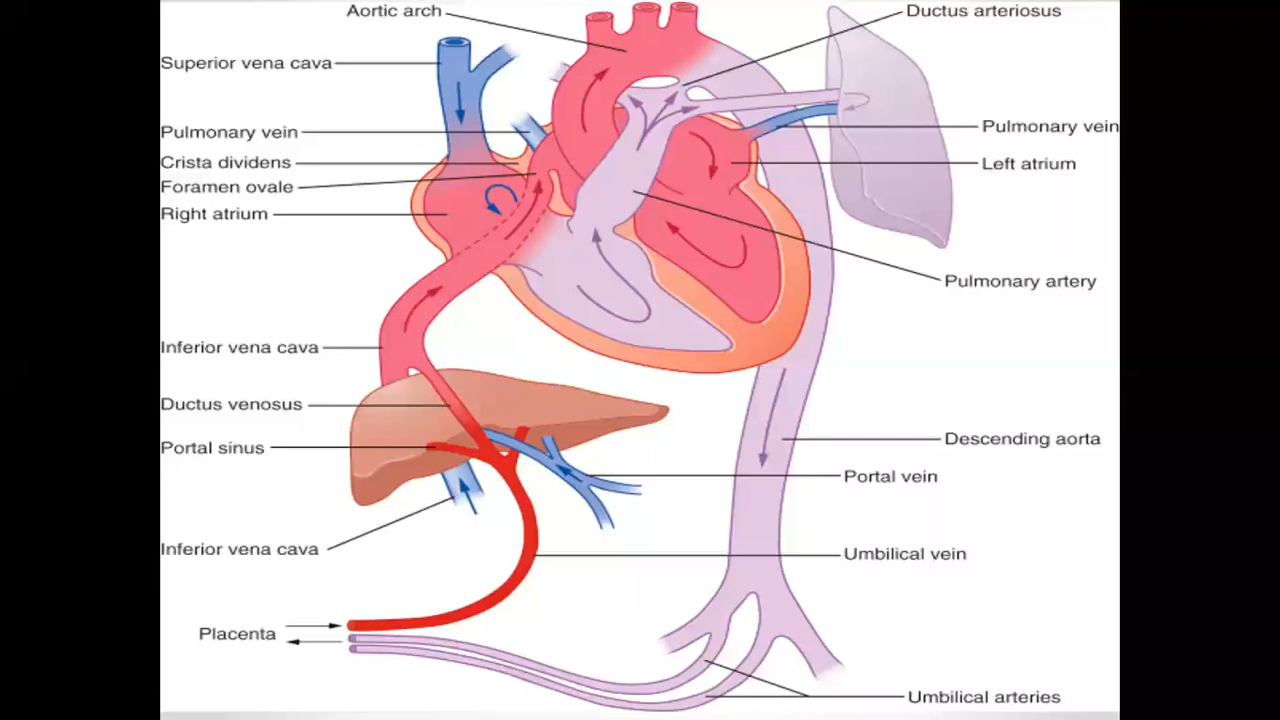 Aortic arch
Ductus arteriosus
Superior vena cava
Pulmonary vein
Pulmonary vein
Crista dividens
Left atrium
Foramen ovale
Right atrium
Pulmonary artery
Inferior vena cava
Ductus venosus
Descending aorta
Portal sinus
Portal vein
Inferior vena cava
Umbilical vein
Placenta
Umbilical arteries